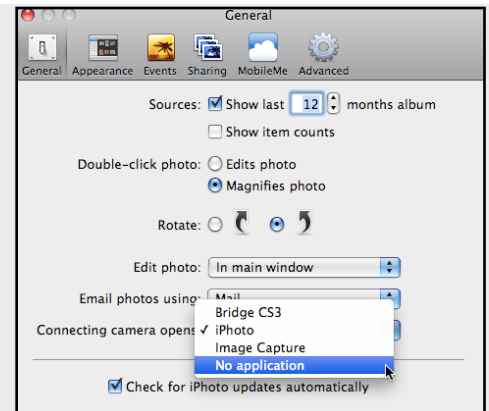 General
General Appearance Events Sharing MobileMe Advanced
Sources: Show last 12 months album
Show item counts
Double-click photo: Edits photo
Magnifies photo
Rotate:
Edit photo: In main window
Email photos using: Mail
Bridge CS3
Connecting camera opens ✓ iPhoto
Image Capture
No application
Check for iPhoto updates automatically